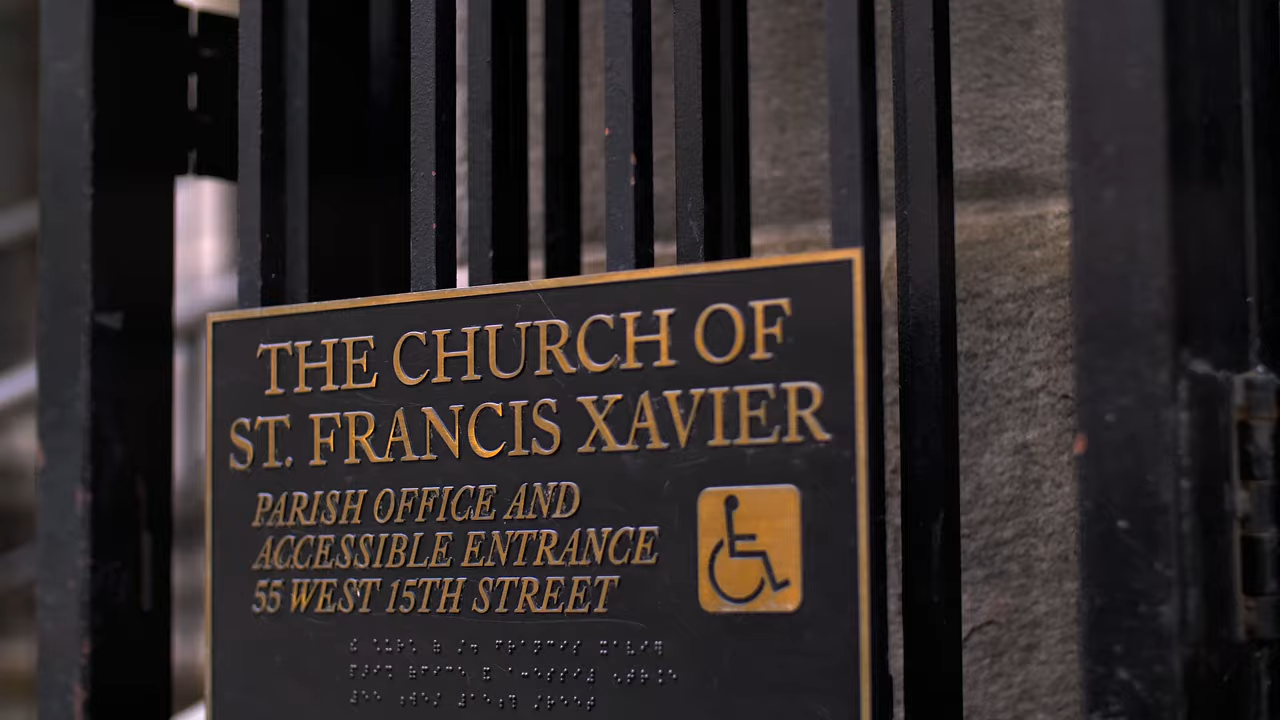 THE CHURCH OF
ST. FRANCIS XAVIER
PARISH OFFICE AND
ACCESSIBLE ENTRANCE
55 WEST 15TH STREET